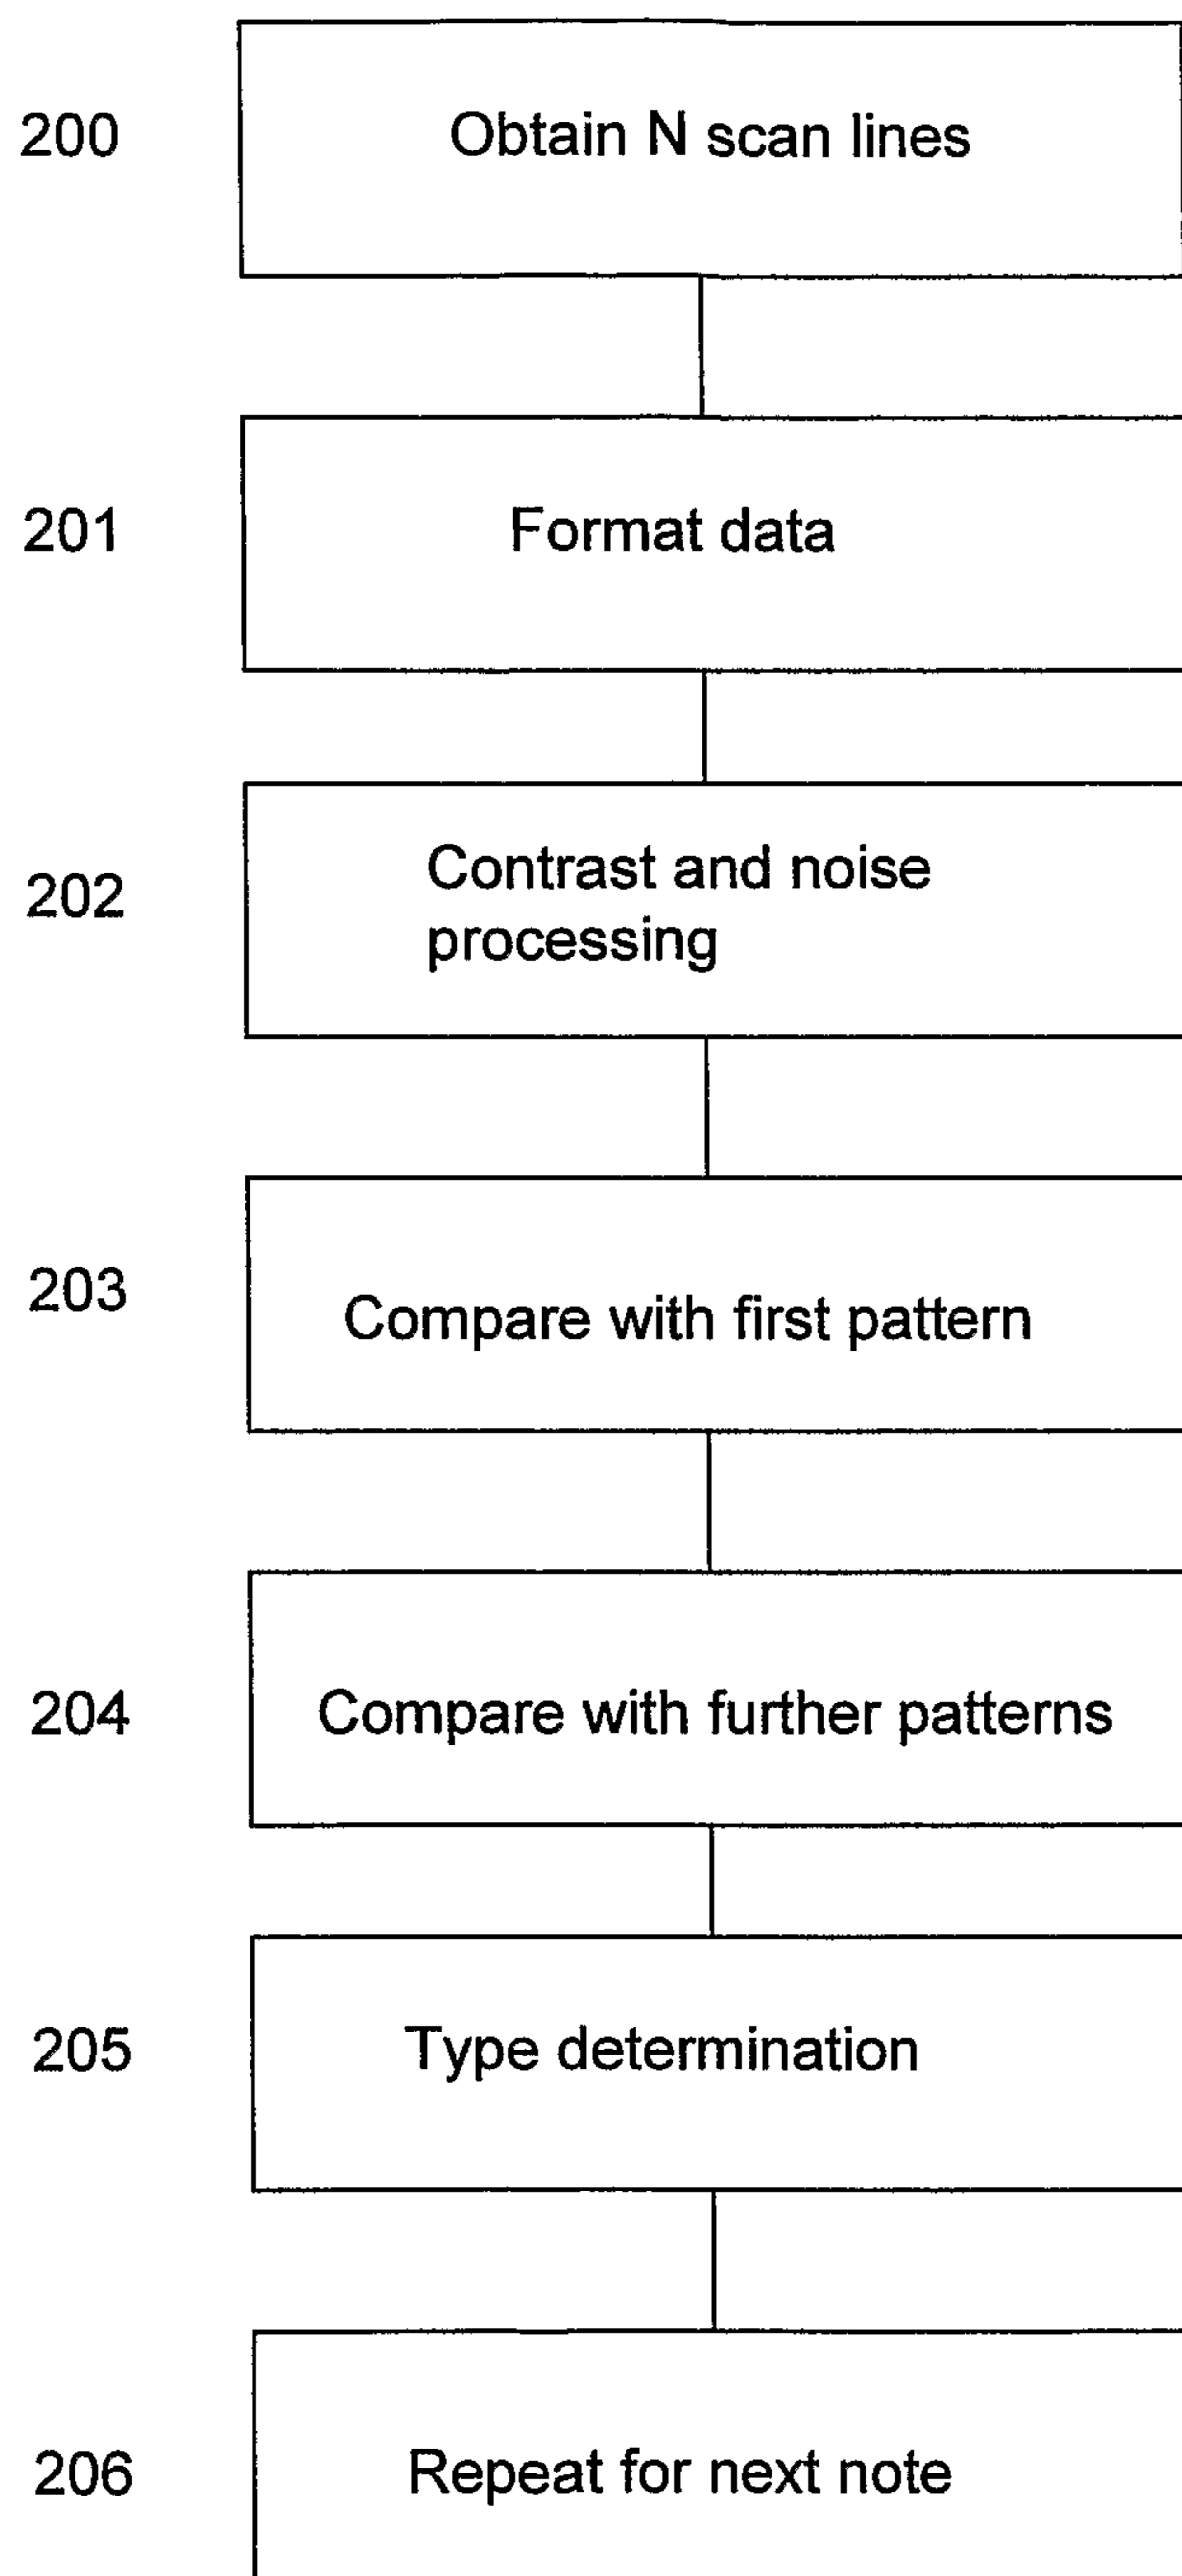 200
Obtain N scan lines
201
Format data
202
Contrast and noise
processing
203
Compare with first pattern
204
Compare with further patterns
205
Type determination
206
Repeat for next note